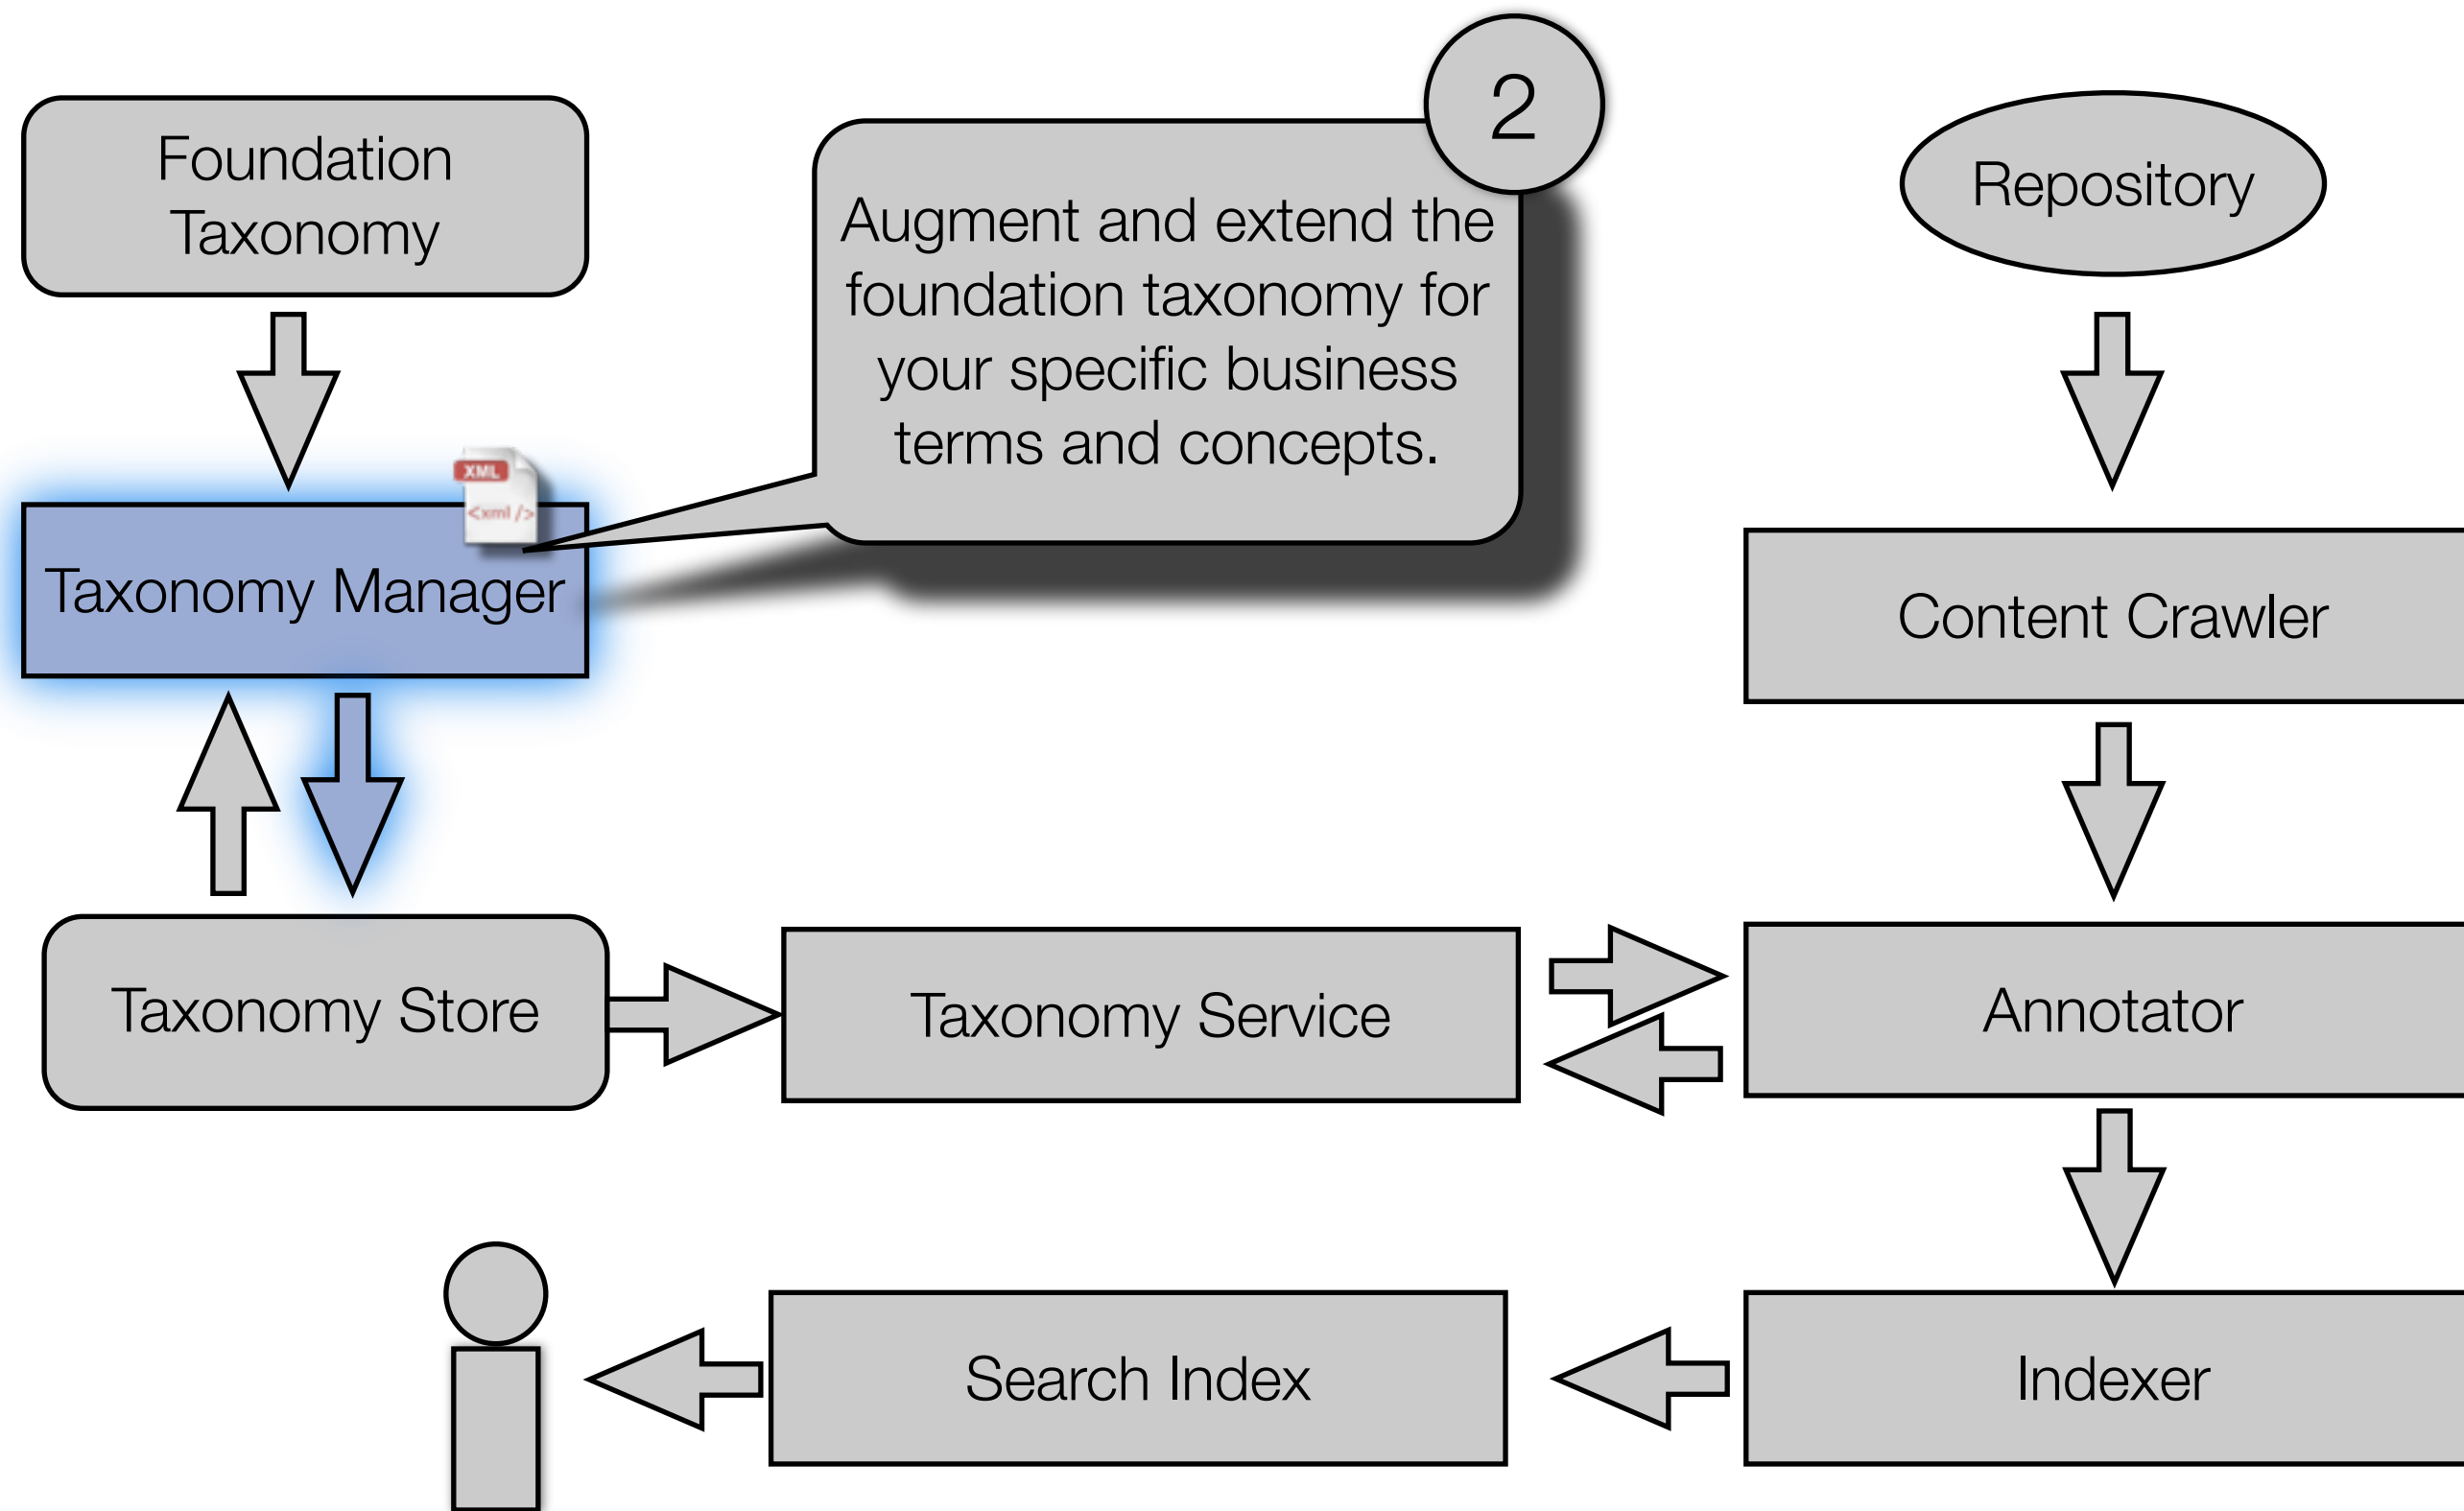 2
Foundation
Taxonomy
Augment and extend the
foundation taxonomy for
your specific business
terms and concepts.
Repository
XML
<xml />
Taxonomy Manager
Content Crawler
Taxonomy Store
Taxonomy Service
Annotator
Search Index
Indexer